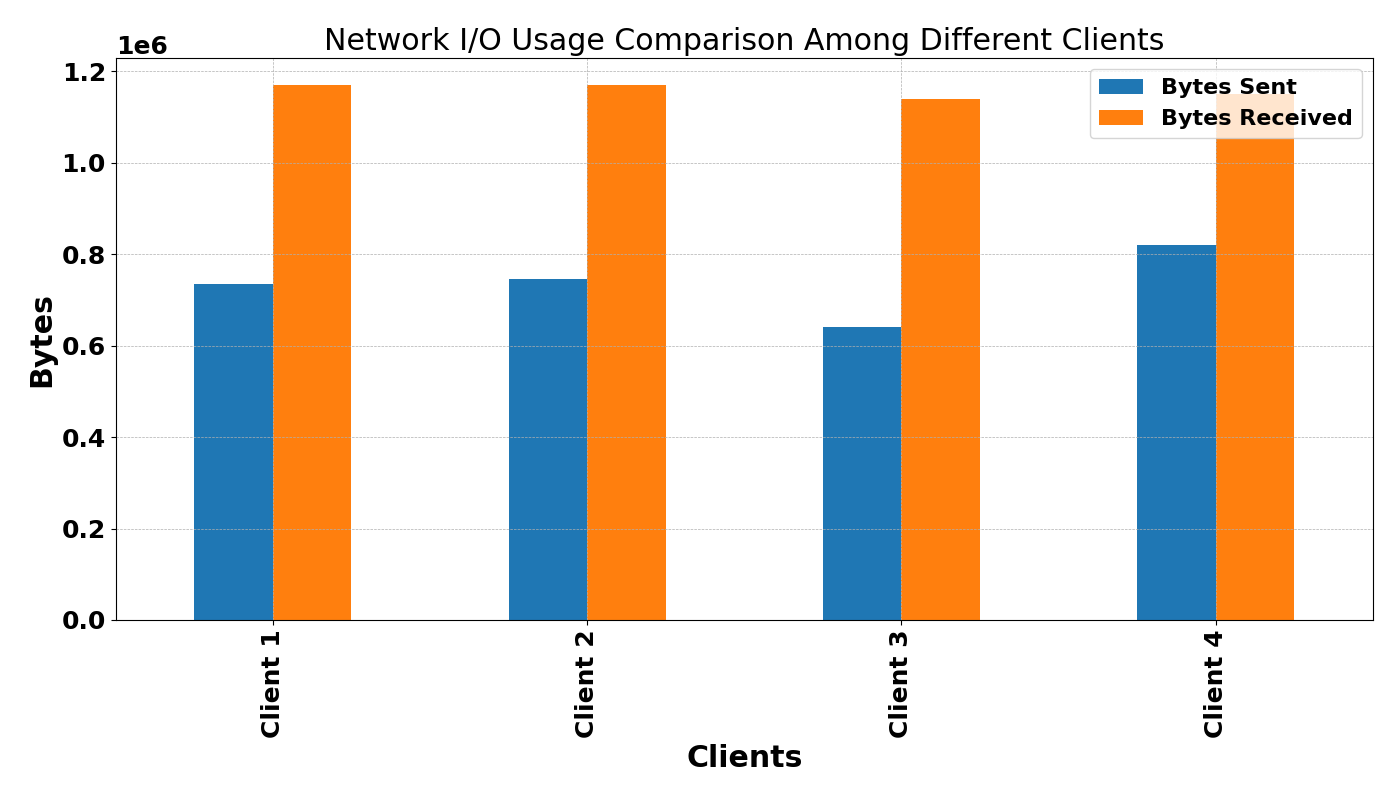 Network I/O Usage Comparison Among Different Clients
1e6
1.2
1.0
0.8
0.6
0.4
0.2
0.0
Bytes
Bytes Sent
Bytes Received
Client 1
Client 2
Client 3
Client 4
Clients